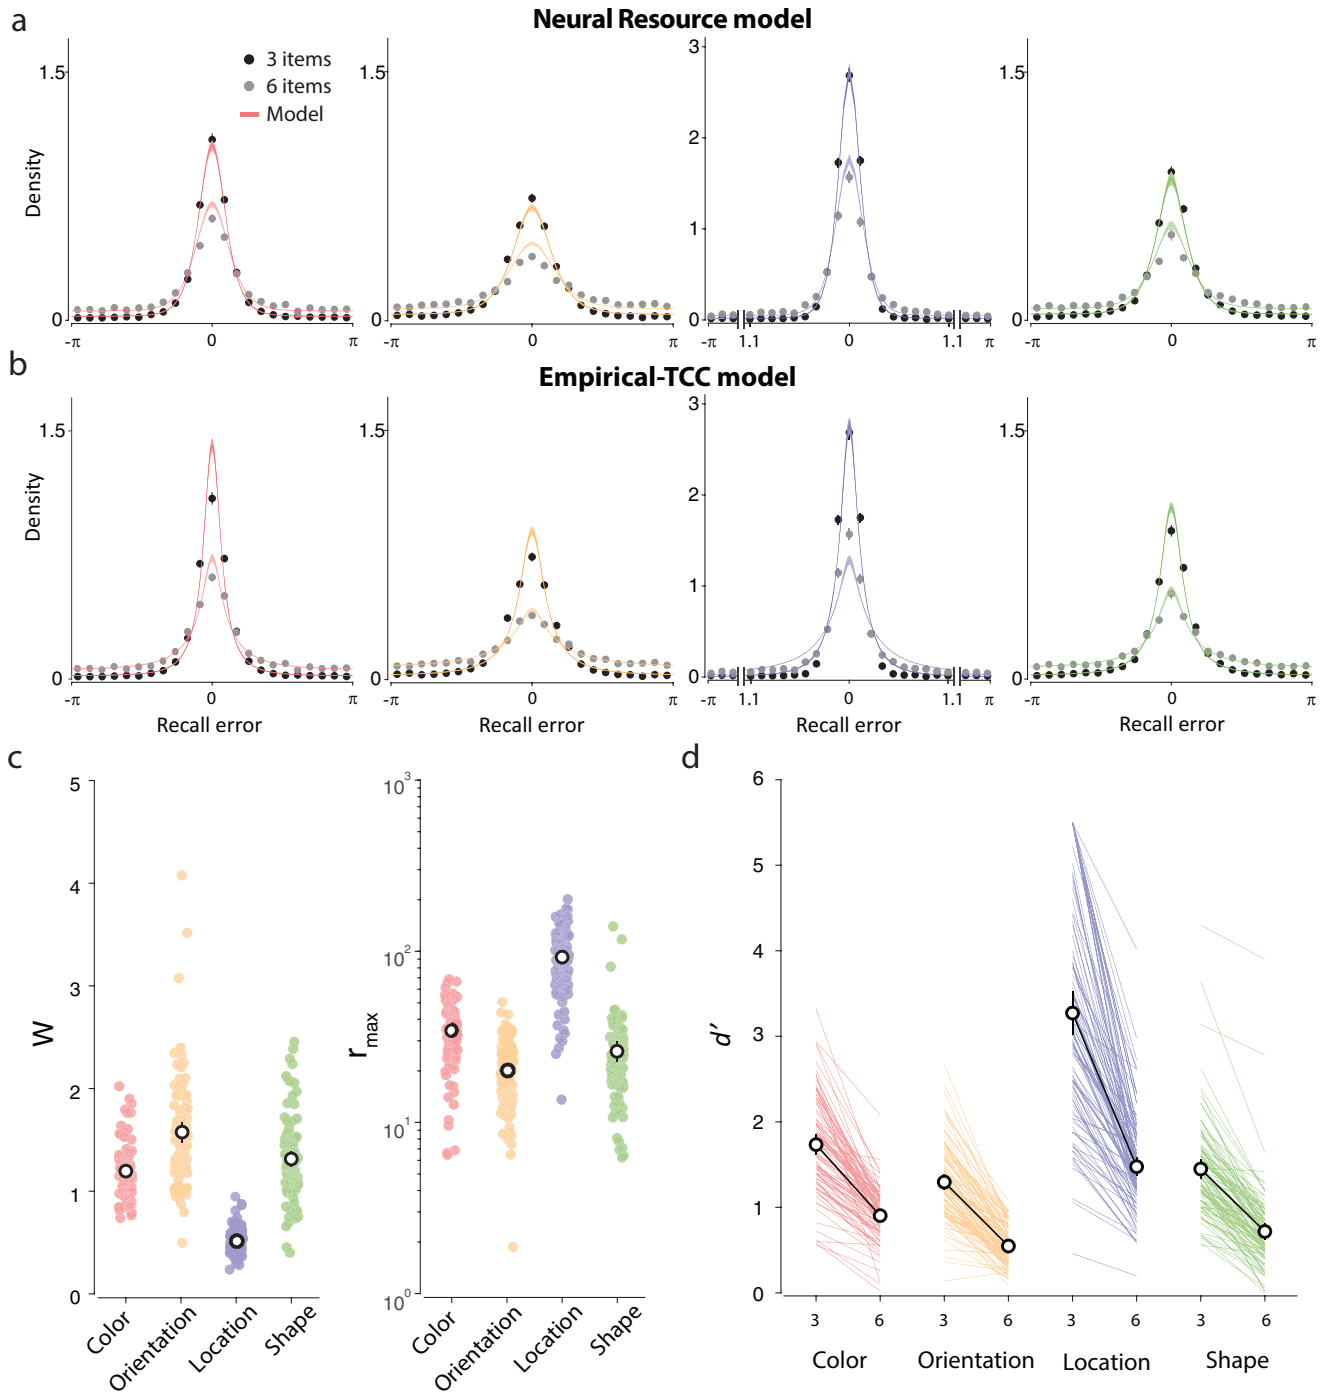 a
Neural Resource model
3 items
6 items
Model
Density
1.5
0
-π
0
π
1.5
0
-π
0
π
3
2
1
0
-π
1.1
0
1.1
π
1.5
0
-π
0
π
b
Empirical-TCC model
Density
1.5
0
-π
0
π
Recall error
1.5
0
-π
0
π
Recall error
3
2
1
0
-π
1.1
0
1.1
π
Recall error
1.5
0
-π
0
π
Recall error
c
W
5
4
3
2
1
0
Color
Orientation
Location
Shape
r_max
10³
10²
10¹
10⁰
Color
Orientation
Location
Shape
d
d′
6
5
4
3
2
1
0
3 6 3 6 3 6 3 6
Color Orientation Location Shape